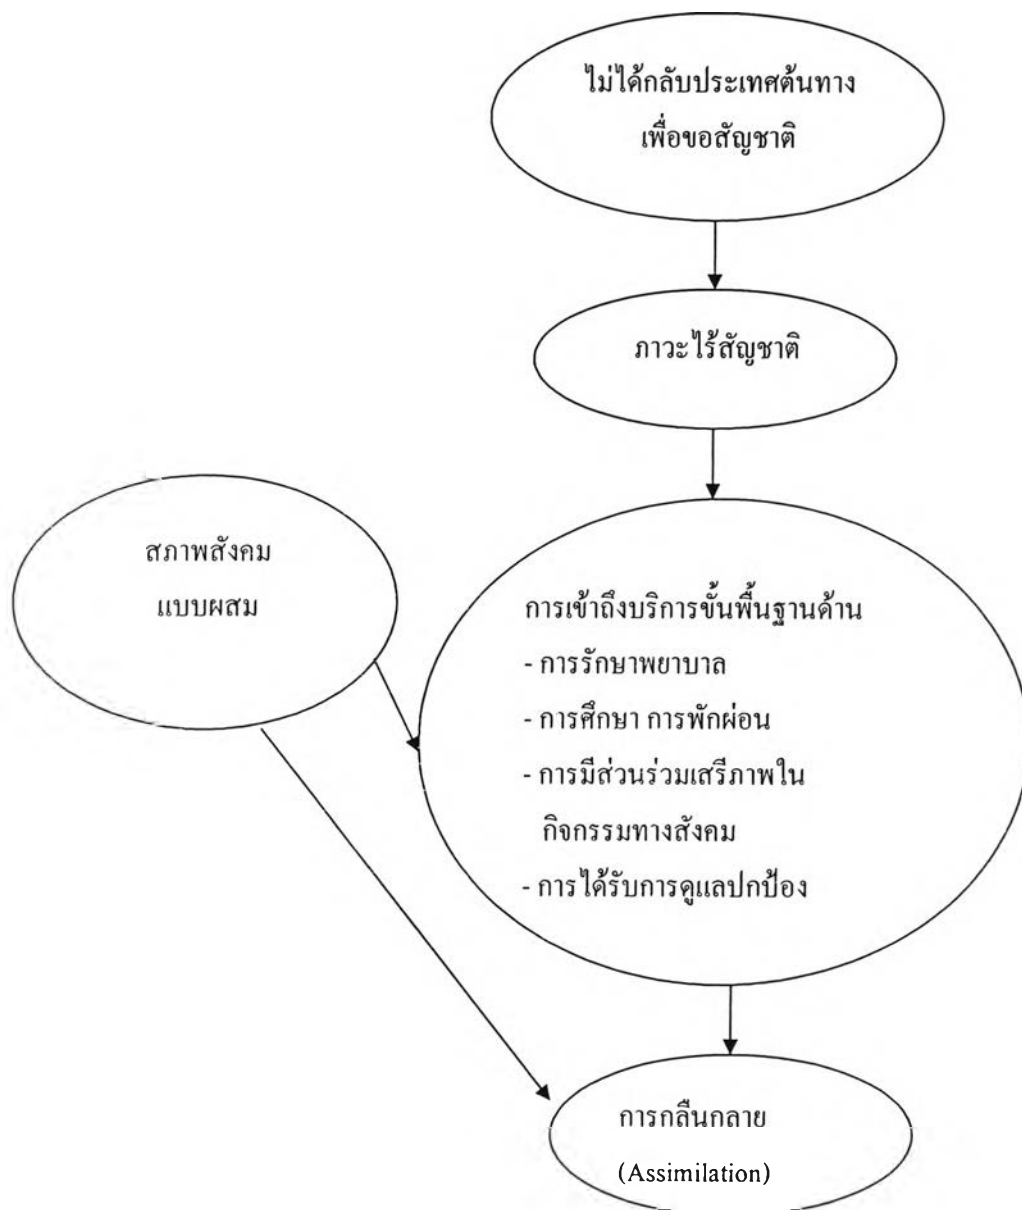 ไม่ได้กลับประเทศต้นทาง
เพื่อขอสัญชาติ
ภาวะไร้สัญชาติ
สภาพสังคม
แบบผสม
การเข้าถึงบริการขั้นพื้นฐานด้าน
- การรักษาพยาบาล
- การศึกษา การพักผ่อน
- การมีส่วนร่วมเสรีภาพใน
กิจกรรมทางสังคม
- การได้รับการดูแลปกป้อง
การกลืนกลาย
(Assimilation)